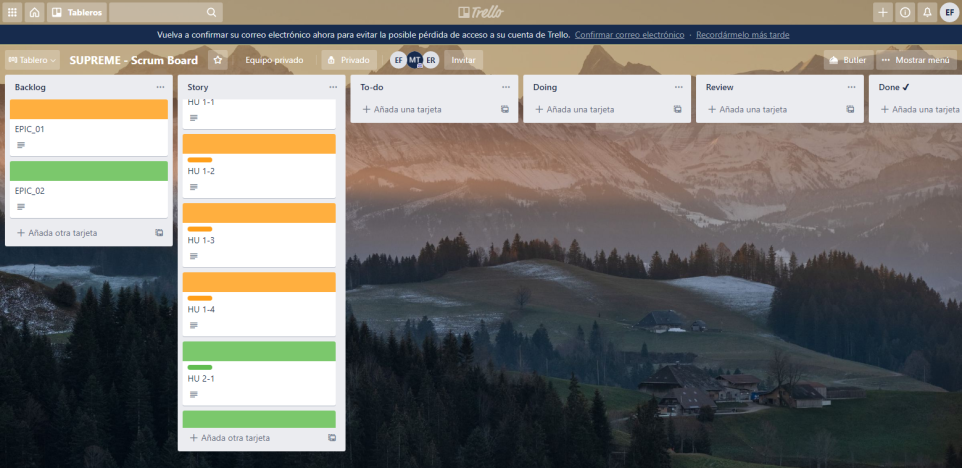 Tableros
Trello
EF
Vuelva a confirmar su correo electrónico ahora para evitar la posible pérdida de acceso a su cuenta de Trello. Confirmar correo electrónico · Recordármelo más tarde
Tablero
SUPREME - Scrum Board
Equipo privado
Privado
EF MT ER
Invitar
Butler
Mostrar menú
Backlog
EPIC_01
EPIC_02
+ Añada otra tarjeta
Story
HU 1-1
HU 1-2
HU 1-3
HU 1-4
HU 2-1
+ Añada otra tarjeta
To-do
+ Añada una tarjeta
Doing
+ Añada una tarjeta
Review
+ Añada una tarjeta
Done ✔
+ Añada una tarjeta